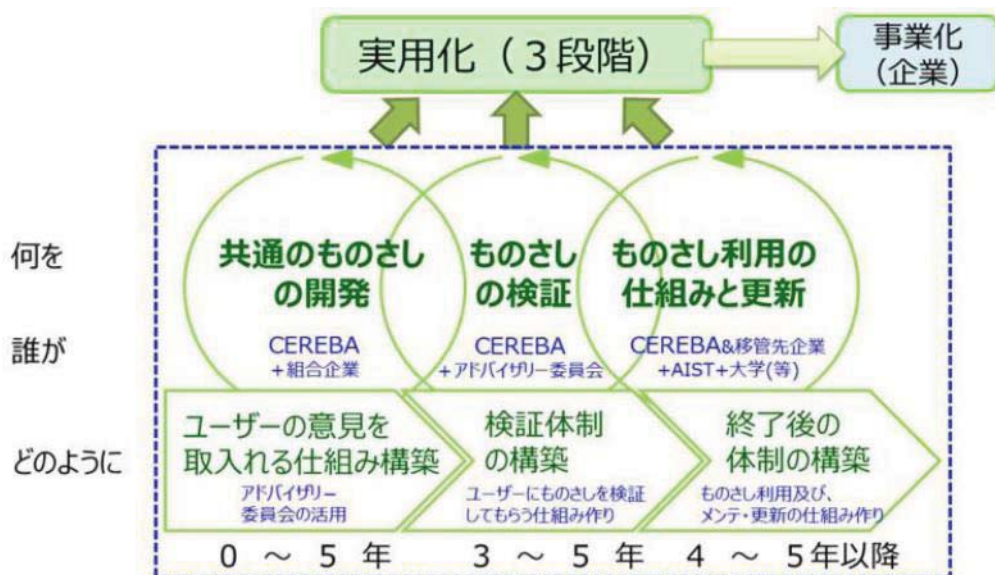 実用化（３段階）
事業化
（企業）
何を
共通のものさし
の開発
ものさし
の検証
ものさし利用の
仕組みと更新
誰が
CEREBA
+組合企業
CEREBA
+アドバイザリー委員会
CEREBA&移管先企業
+AIST+大学(等)
どのように
ユーザーの意見を
取入れる仕組み構築
アドバイザリー
委員会の活用
検証体制
の構築
ユーザーにものさしを検証
してもらう仕組み作り
終了後の
体制の構築
ものさし利用及び、
メンテ・更新の仕組み作り
０ ～ ５ 年
３ ～ ５ 年
４ ～ ５年以降